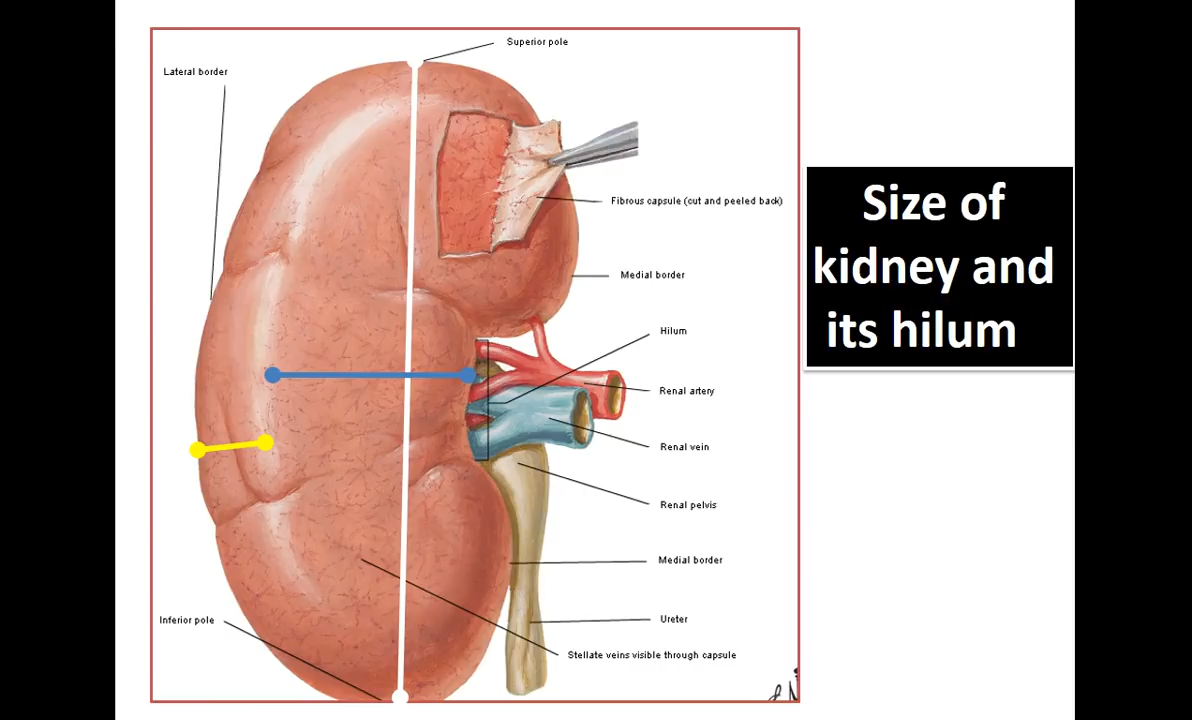 Superior pole
Lateral border
Fibrous capsule (cut and peeled back)
Medial border
Hilum
Renal artery
Renal vein
Renal pelvis
Medial border
Ureter
Inferior pole
Stellate veins visible through capsule
Size of
kidney and
its hilum